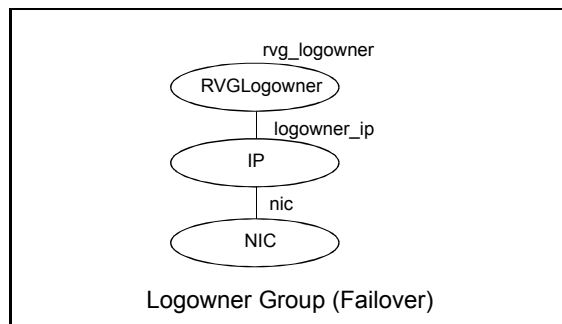 rvg_logowner
RVGLogowner
logowner_ip
IP
nic
NIC
Logowner Group (Failover)